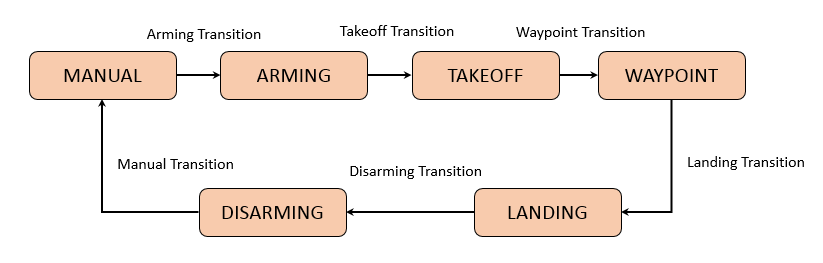 Arming Transition
Takeoff Transition
Waypoint Transition
MANUAL
ARMING
TAKEOFF
WAYPOINT
Manual Transition
Disarming Transition
Landing Transition
DISARMING
LANDING